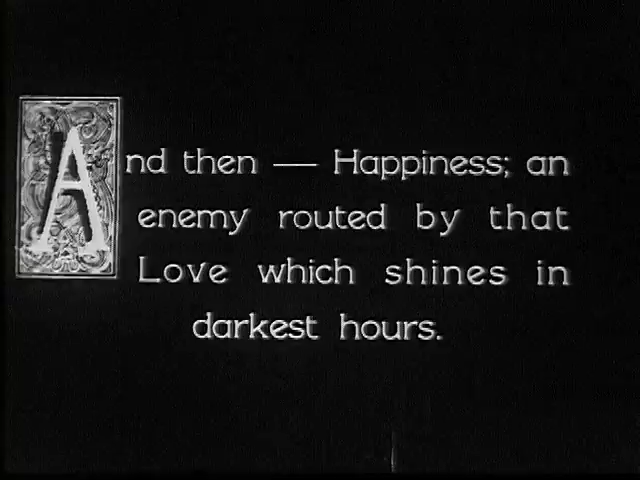 And then — Happiness; an
enemy routed by that
Love which shines in
darkest hours.